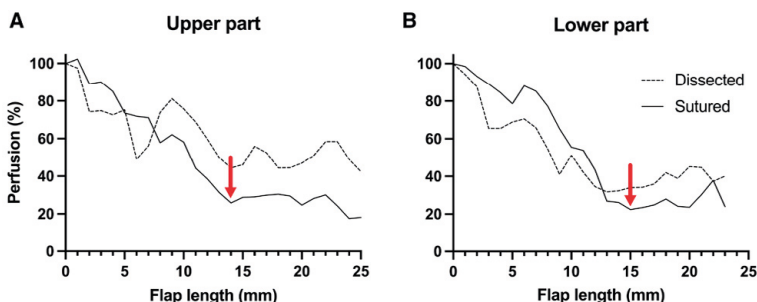 A
Upper part
Perfusion (%)
100
80
60
40
20
0
0 5 10 15 20 25
Flap length (mm)
B
Lower part
Dissected
Sutured
100
80
60
40
20
0
0 5 10 15 20 25
Flap length (mm)